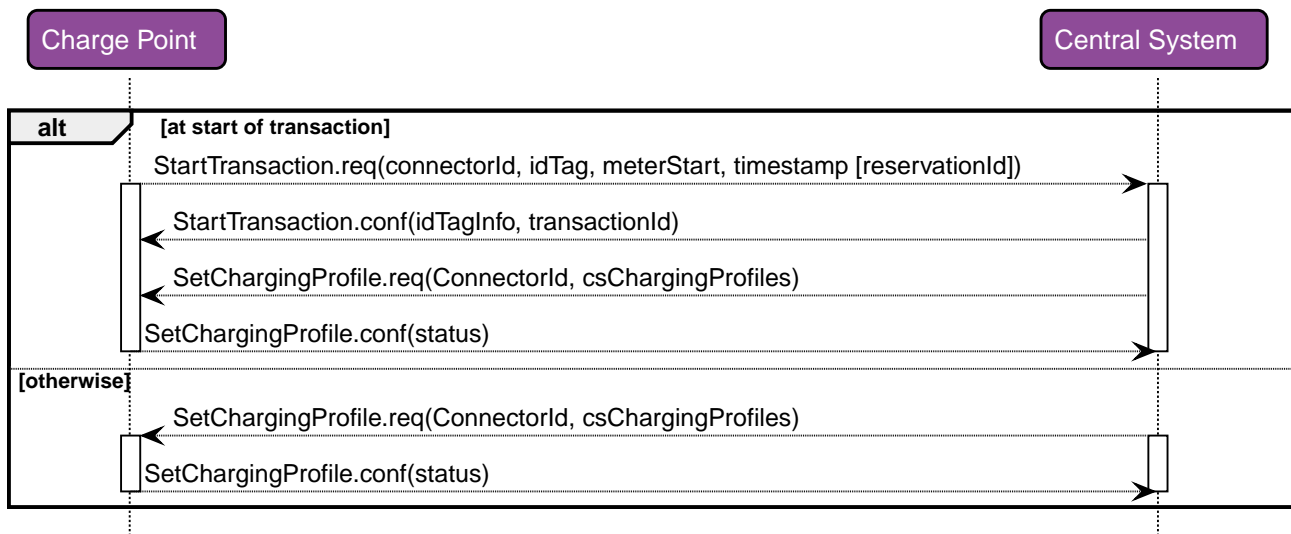 Charge Point
Central System
alt
[at start of transaction]
StartTransaction.req(connectorId, idTag, meterStart, timestamp [reservationId])
StartTransaction.conf(idTagInfo, transactionId)
SetChargingProfile.req(ConnectorId, csChargingProfiles)
SetChargingProfile.conf(status)
[otherwise]
SetChargingProfile.req(ConnectorId, csChargingProfiles)
SetChargingProfile.conf(status)